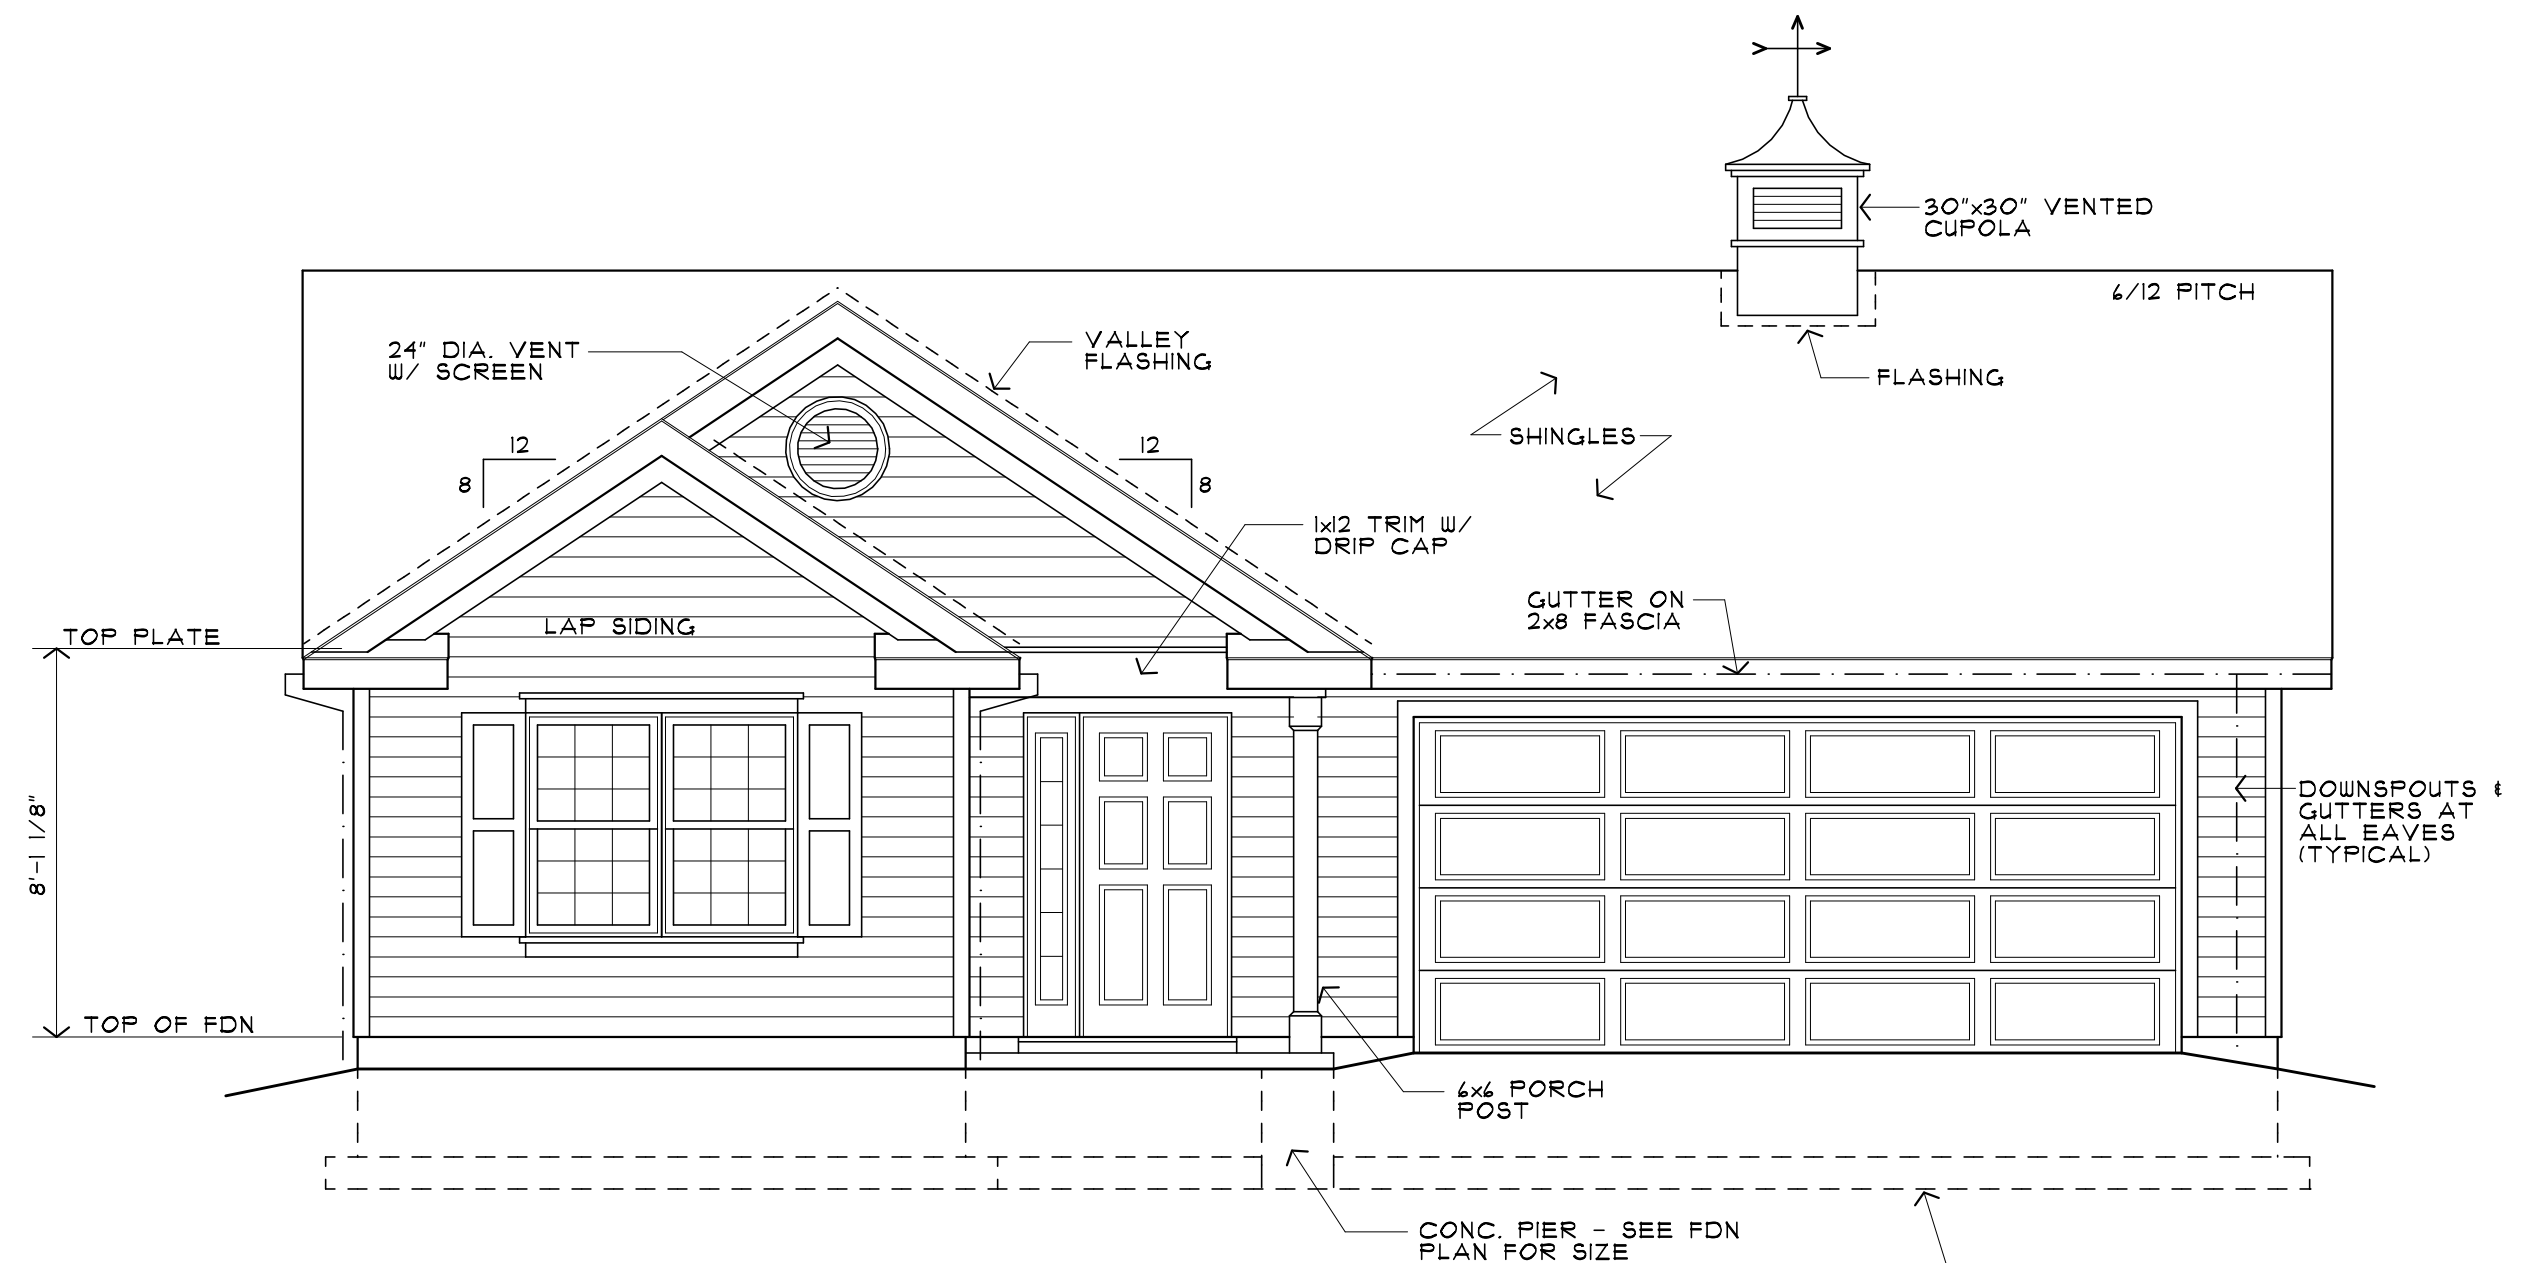 30"x30" VENTED
CUPOLA
6/12 PITCH
24" DIA. VENT
W/ SCREEN
VALLEY
FLASHING
FLASHING
12
8
12
8
SHINGLES
1x12 TRIM W/
DRIP CAP
GUTTER ON
2x8 FASCIA
LAP SIDING
TOP PLATE
8'-1 1/8"
DOWNSPOUTS &
GUTTERS AT
ALL EAVES
(TYPICAL)
TOP OF FDN
6x6 PORCH
POST
CONC. PIER - SEE FDN
PLAN FOR SIZE